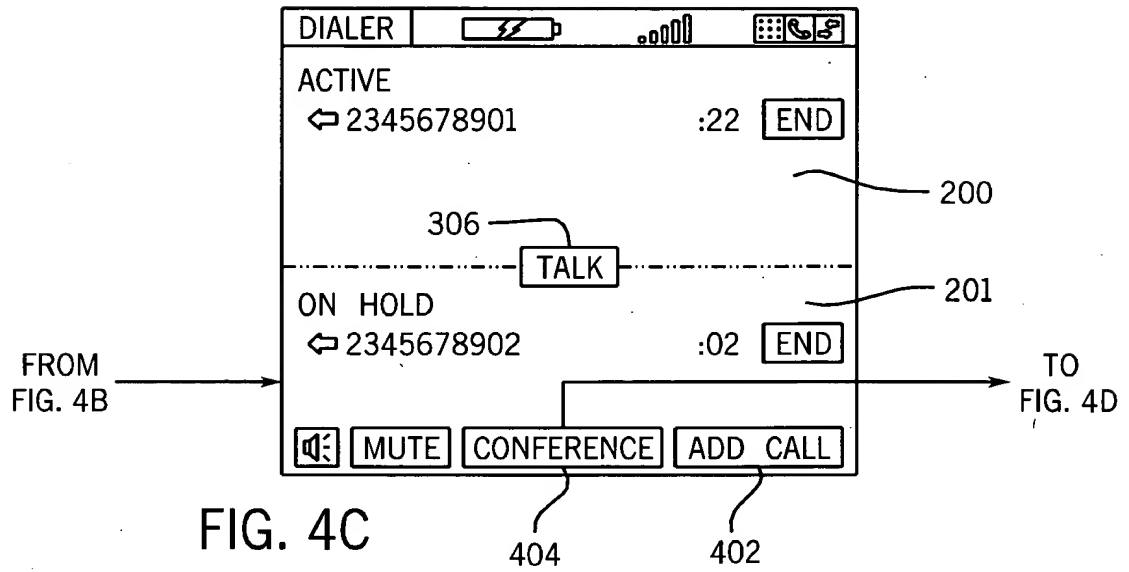 DIALER
ACTIVE
2345678901 :22 END
200
306
TALK
201
ON HOLD
2345678902 :02 END
FROM
FIG. 4B
TO
FIG. 4D
MUTE CONFERENCE ADD CALL
FIG. 4C
404 402